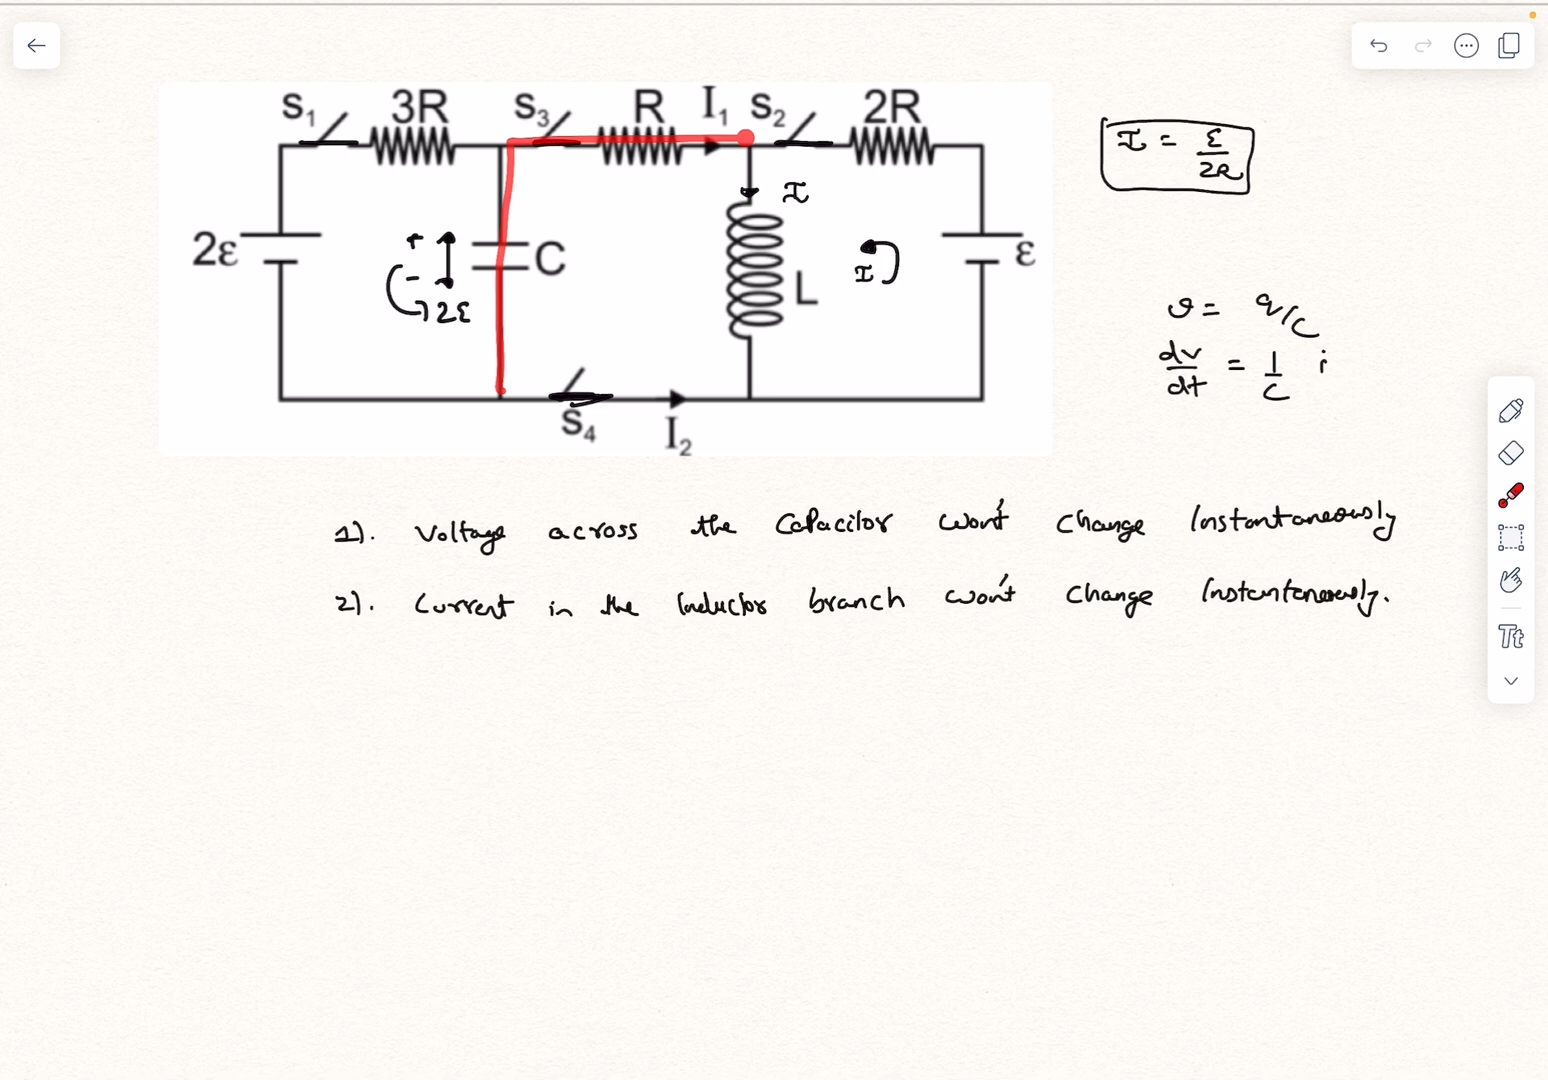 S₁ 3R S₃ R I₁ S₂ 2R
I = ε/2R
I
2ε + - 2ε C L I ε
v = q/C
dv/dt = 1/C i
S₄ I₂
1). Voltage across the Capacitor won't change Instantaneously
2). Current in the Inductor branch won't change Instantaneously.
Tt